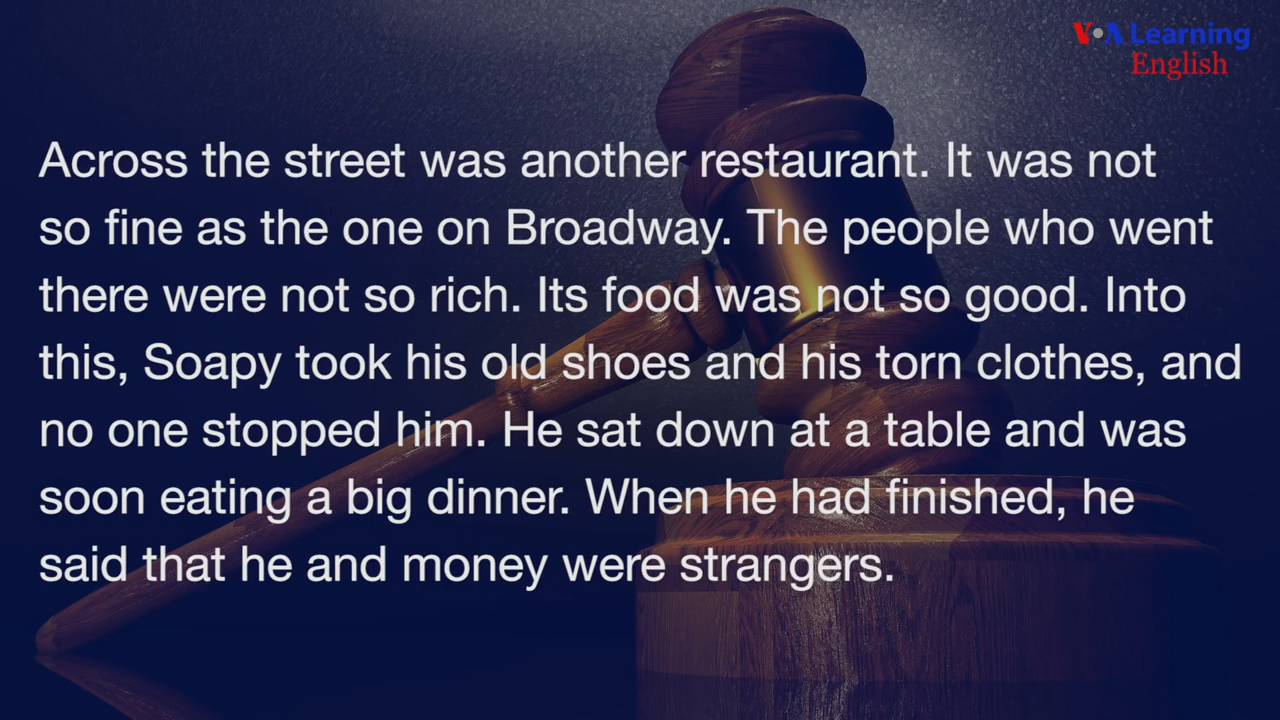 VOA Learning
English
Across the street was another restaurant. It was not
so fine as the one on Broadway. The people who went
there were not so rich. Its food was not so good. Into
this, Soapy took his old shoes and his torn clothes, and
no one stopped him. He sat down at a table and was
soon eating a big dinner. When he had finished, he
said that he and money were strangers.